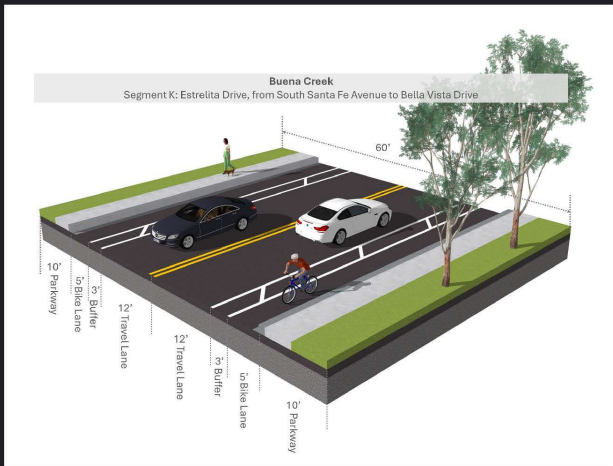 Buena Creek
Segment K: Estrelita Drive, from South Santa Fe Avenue to Bella Vista Drive
60'
10' Parkway
5' Bike Lane
3' Buffer
12' Travel Lane
12' Travel Lane
3' Buffer
5' Bike Lane
10' Parkway